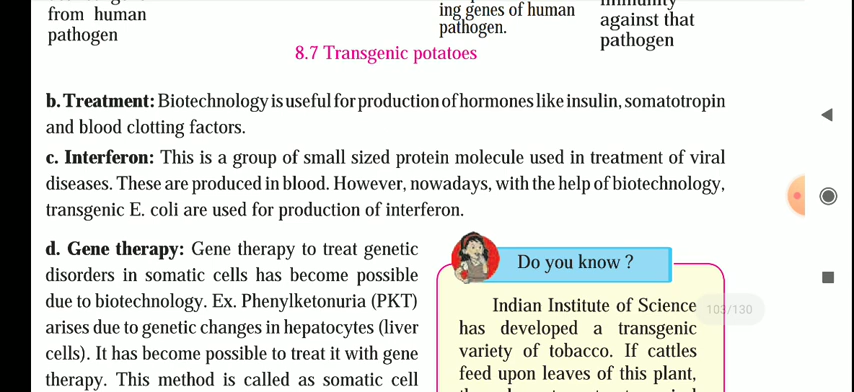 from human
pathogen
ing genes of human
pathogen.
immunity
against that
pathogen
8.7 Transgenic potatoes
b. Treatment: Biotechnology is useful for production of hormones like insulin, somatotropin
and blood clotting factors.
c. Interferon: This is a group of small sized protein molecule used in treatment of viral
diseases. These are produced in blood. However, nowadays, with the help of biotechnology,
transgenic E. coli are used for production of interferon.
d. Gene therapy: Gene therapy to treat genetic
disorders in somatic cells has become possible
due to biotechnology. Ex. Phenylketonuria (PKT)
arises due to genetic changes in hepatocytes (liver
cells). It has become possible to treat it with gene
therapy. This method is called as somatic cell
Do you know ?
Indian Institute of Science
has developed a transgenic
variety of tobacco. If cattles
feed upon leaves of this plant,
103/130